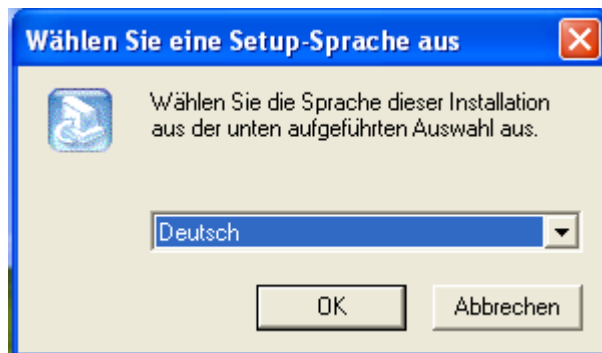 Wählen Sie eine Setup-Sprache aus
Wählen Sie die Sprache dieser Installation
aus der unten aufgeführten Auswahl aus.
Deutsch
OK
Abbrechen